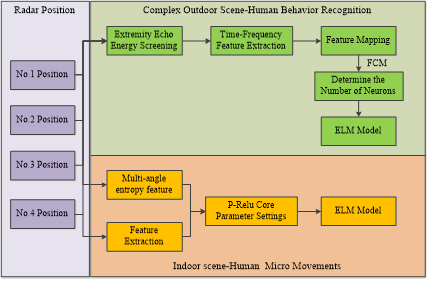 Radar Position
Complex Outdoor Scene-Human Behavior Recognition
No.1 Position
No.2 Position
No.3 Position
No.4 Position
Extremity Echo
Energy Screening
Time-Frequency
Feature Extraction
Feature Mapping
FCM
Determine the
Number of Neurons
ELM Model
Multi-angle
entropy feature
Feature
Extraction
P-Relu Core
Parameter Settings
ELM Model
Indoor scene-Human Micro Movements